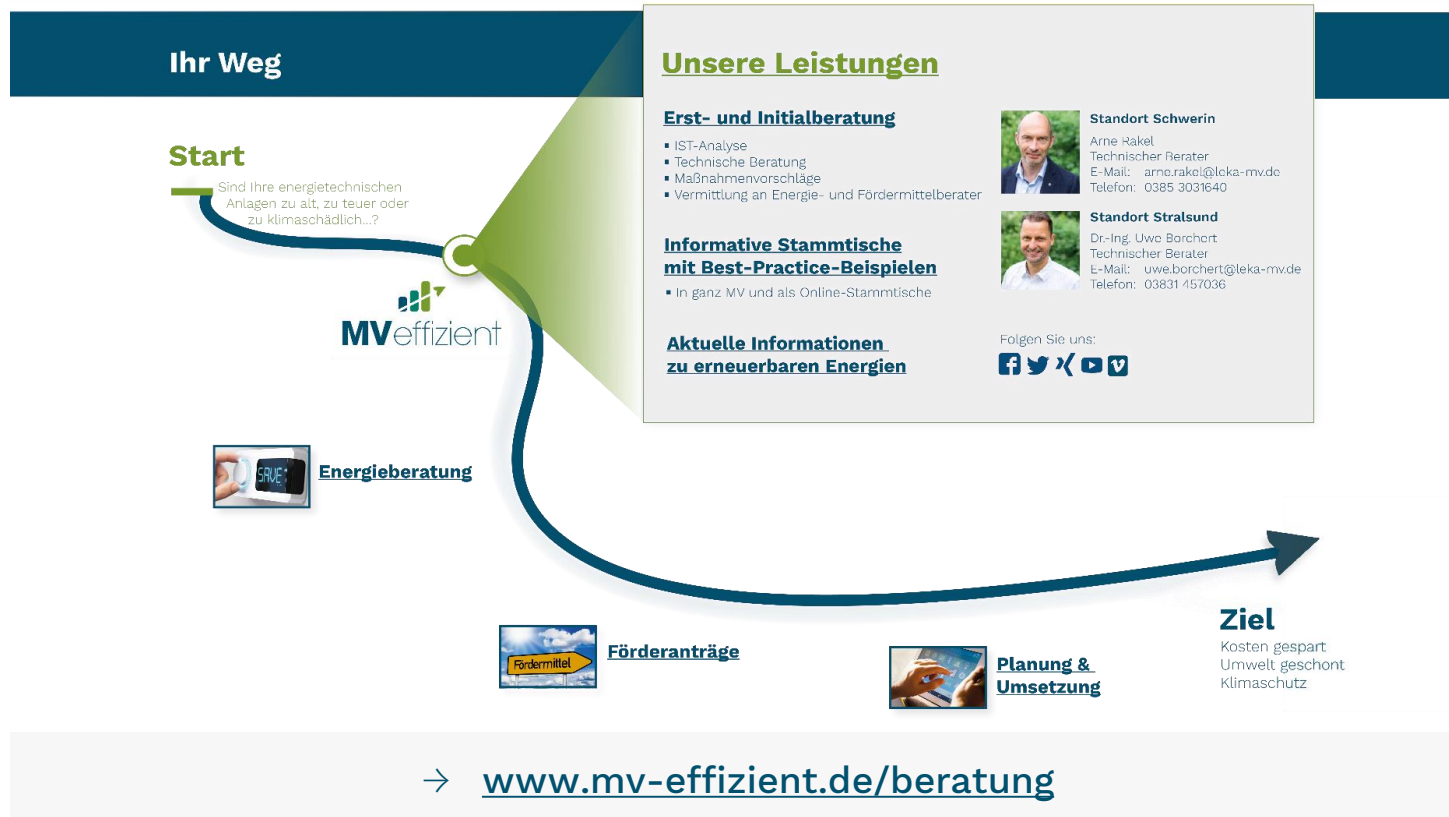 Ihr Weg
Start
Sind Ihre energietechnischen
Anlagen zu alt, zu teuer oder
zu klimaschädlich...?
MVeffizient
Unsere Leistungen
Erst- und Initialberatung
▪ IST-Analyse
▪ Technische Beratung
▪ Maßnahmenvorschläge
▪ Vermittlung an Energie- und Fördermittelberater
Informative Stammtische
mit Best-Practice-Beispielen
▪ In ganz MV und als Online-Stammtische
Aktuelle Informationen
zu erneuerbaren Energien
Standort Schwerin
Arne Rakel
Technischer Berater
E-Mail: arne.rakel@leka-mv.de
Telefon: 0385 3031640
Standort Stralsund
Dr.-Ing. Uwe Borchert
Technischer Berater
E-Mail: uwe.borchert@leka-mv.de
Telefon: 03831 457036
Folgen Sie uns:
SAVE
Energieberatung
Fördermittel
Förderanträge
Planung &
Umsetzung
Ziel
Kosten gespart
Umwelt geschont
Klimaschutz
→ www.mv-effizient.de/beratung